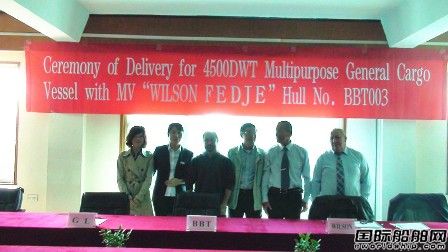 Ceremony of Delivery for 4500DWT Multipurpose General Cargo
Vessel with MV “WILSON FEDJE” Hull No. BBT003
G L
BBT
WILSON
国际船舶网